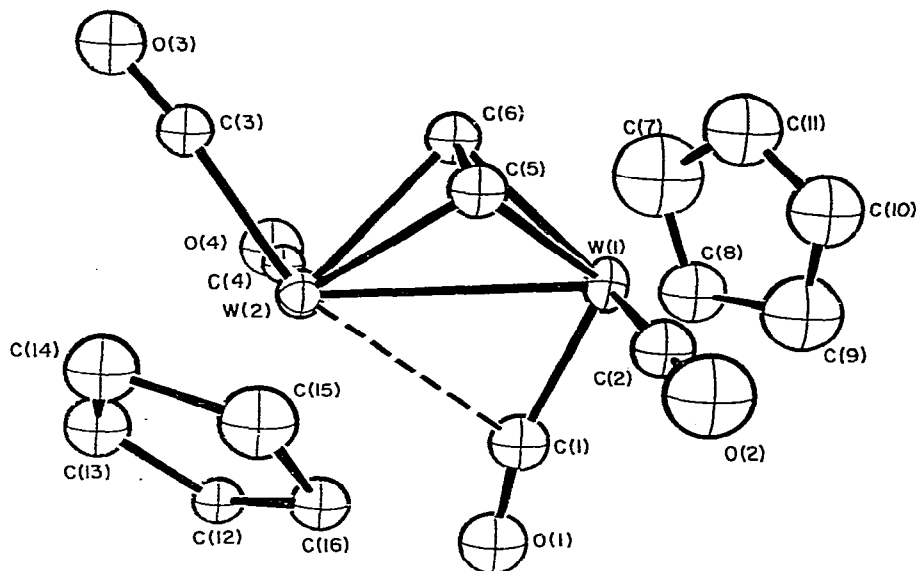 O(3)
C(3)
C(6)
C(7)
C(11)
C(5)
C(10)
O(4)
W(1)
C(4)
C(8)
W(2)
C(14)
C(9)
C(15)
C(2)
C(1)
O(2)
C(13)
C(12)
C(16)
O(1)